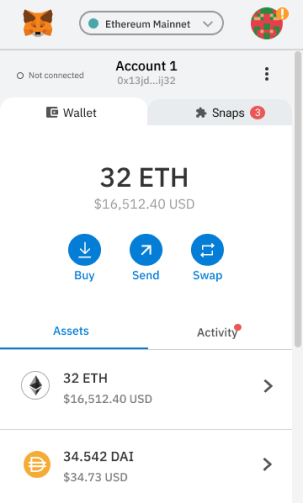 Ethereum Mainnet
Not connected
Account 1
0x13jd...ij32
Wallet
Snaps 3
32 ETH
$16,512.40 USD
Buy
Send
Swap
Assets
Activity
32 ETH
$16,512.40 USD
34.542 DAI
$34.73 USD